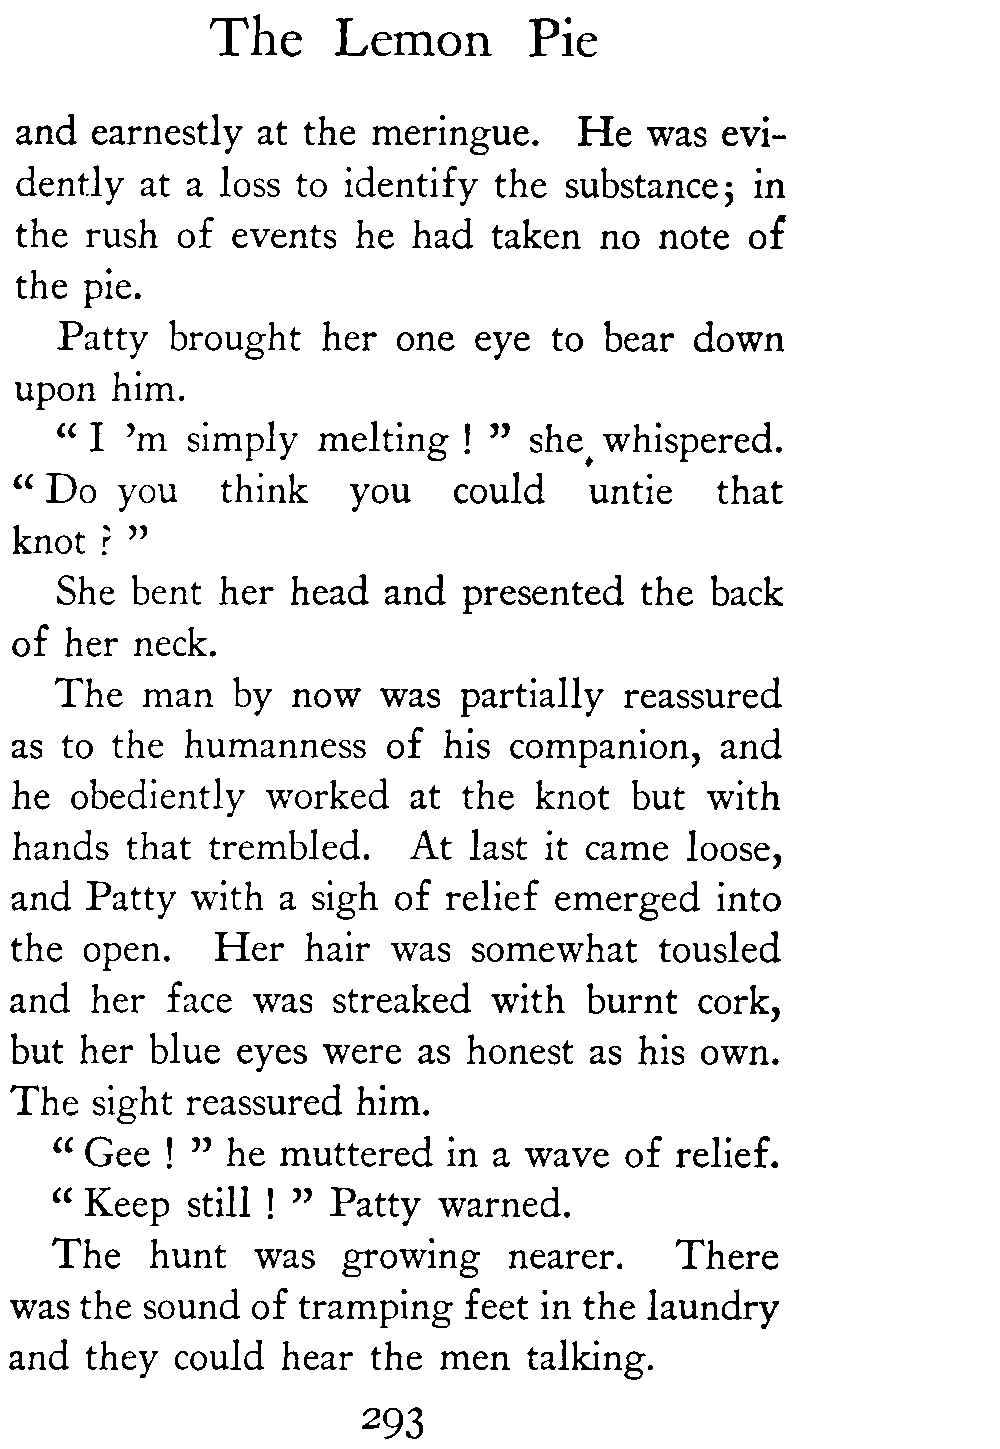 The Lemon Pie
and earnestly at the meringue. He was evi-
dently at a loss to identify the substance; in
the rush of events he had taken no note of
the pie.
Patty brought her one eye to bear down
upon him.
“ I ’m simply melting ! ” she whispered.
“ Do you think you could untie that
knot ? ”
She bent her head and presented the back
of her neck.
The man by now was partially reassured
as to the humanness of his companion, and
he obediently worked at the knot but with
hands that trembled. At last it came loose,
and Patty with a sigh of relief emerged into
the open. Her hair was somewhat tousled
and her face was streaked with burnt cork,
but her blue eyes were as honest as his own.
The sight reassured him.
“ Gee ! ” he muttered in a wave of relief.
“ Keep still ! ” Patty warned.
The hunt was growing nearer. There
was the sound of tramping feet in the laundry
and they could hear the men talking.
293